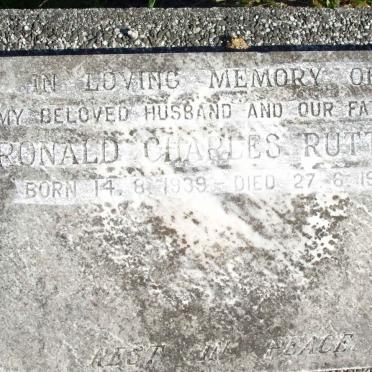 IN LOVING MEMORY OF
MY BELOVED HUSBAND AND OUR FA
RONALD CHARLES RUTT
BORN 14. 8. 1939 - DIED 27. 6. 19
REST IN PEACE